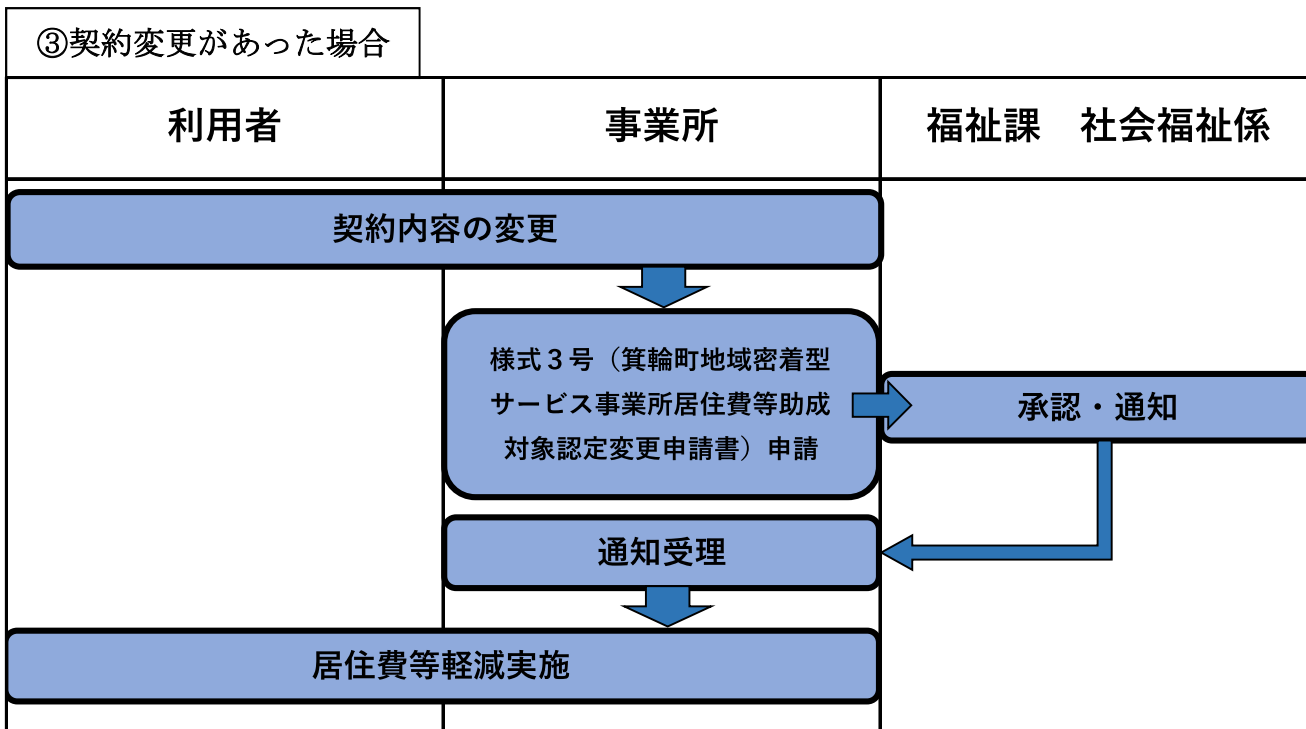 ③契約変更があった場合
利用者
事業所
福祉課　社会福祉係
契約内容の変更
様式３号（箕輪町地域密着型
サービス事業所居住費等助成
対象認定変更申請書）申請
承認・通知
通知受理
居住費等軽減実施